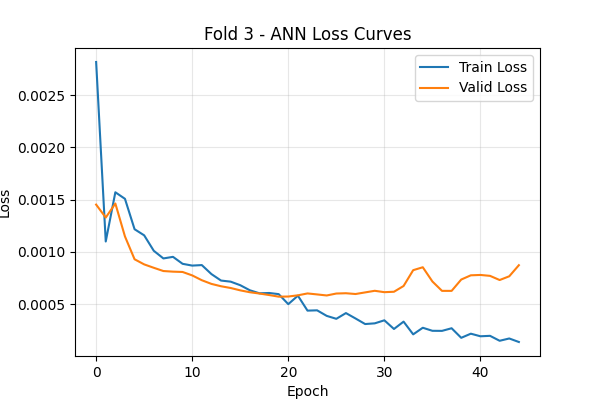 Fold 3 - ANN Loss Curves
Train Loss
Valid Loss
Loss
0.0025
0.0020
0.0015
0.0010
0.0005
0 10 20 30 40
Epoch